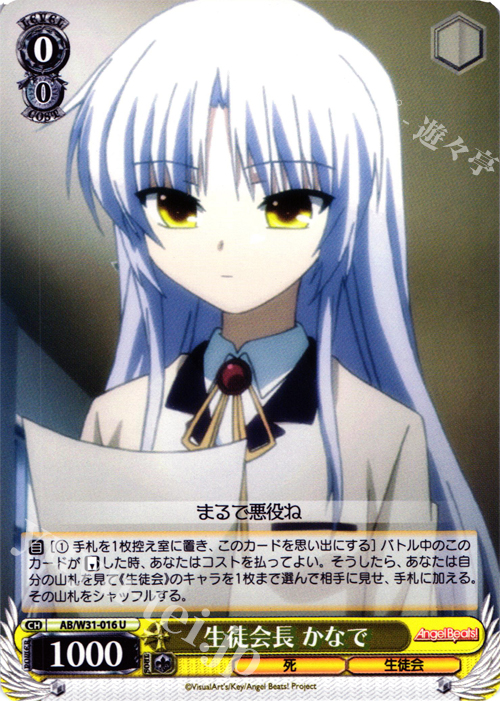 LEVEL
0
0
COST
遊々亭
まるで悪役ね
自［① 手札を1枚控え室に置き、このカードを思い出にする］ バトル中のこの
カードが した時、あなたはコストを払ってよい。そうしたら、あなたは自
分の山札を見て《生徒会》のキャラを1枚まで選んで相手に見せ、手札に加える。
その山札をシャッフルする。
CH AB/W31-016 U
生徒会長 かなで
Angel Beats!
POWER
1000
SOUL
死
生徒会
©VisualArt's/Key/Angel Beats! Project